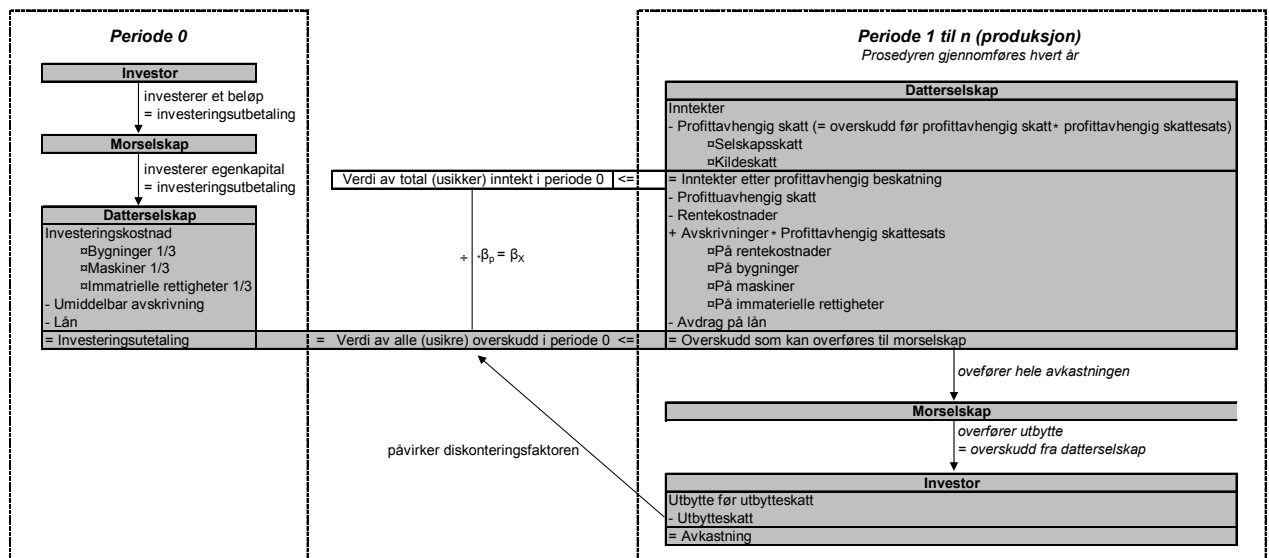 Periode 0
Investor
investerer et beløp
= investeringsutbetaling
Morselskap
investerer egenkapital
= investeringsutbetaling
Datterselskap
Investeringskostnad
¤Bygninger 1/3
¤Maskiner 1/3
¤Immatrielle rettigheter 1/3
- Umiddelbar avskrivning
- Lån
= Investeringsutetaling
Verdi av total (usikker) inntekt i periode 0 <=
÷ *βp = βX
= Verdi av alle (usikre) overskudd i periode 0 <=
påvirker diskonteringsfaktoren
Periode 1 til n (produksjon)
Prosedyren gjennomføres hvert år
Datterselskap
Inntekter
- Profittavhengig skatt (= overskudd før profittavhengig skatt* profittavhengig skattesats)
¤Selskapsskatt
¤Kildeskatt
= Inntekter etter profittavhengig beskatning
- Profittuavhengig skatt
- Rentekostnader
+ Avskrivninger * Profittavhengig skattesats
¤På rentekostnader
¤På bygninger
¤På maskiner
¤På immaterielle rettigheter
- Avdrag på lån
= Overskudd som kan overføres til morselskap
ovefører hele avkastningen
Morselskap
overfører utbytte
= overskudd fra datterselskap
Investor
Utbytte før utbytteskatt
- Utbytteskatt
= Avkastning